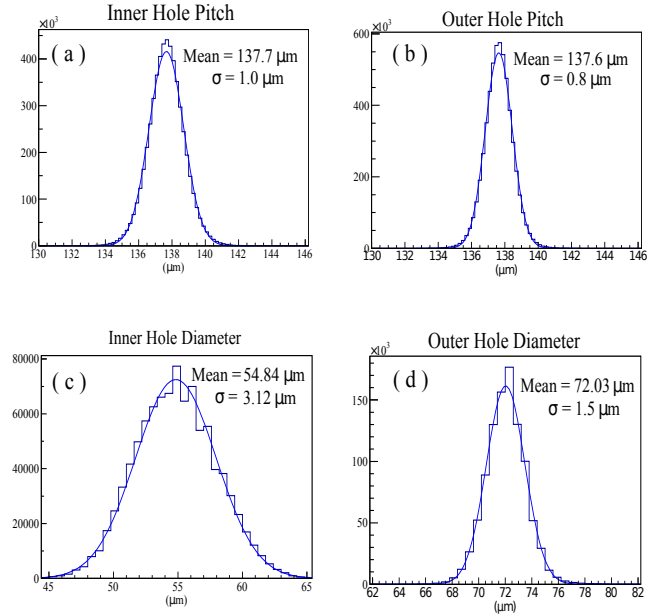 Inner Hole Pitch
×10³
( a )
Mean = 137.7 µm
σ = 1.0 µm
400
300
200
100
0
130 132 134 136 138 140 142 144 146
(µm)
Outer Hole Pitch
×10³
( b )
Mean = 137.6 µm
σ = 0.8 µm
600
400
200
0
130 132 134 136 138 140 142 144 146
(µm)
Inner Hole Diameter
( c )
Mean = 54.84 µm
σ = 3.12 µm
80000
60000
40000
20000
0
45 50 55 60 65
(µm)
Outer Hole Diameter
×10³
( d )
Mean = 72.03 µm
σ = 1.5 µm
150
100
50
0
62 64 66 68 70 72 74 76 78 80 82
(µm)